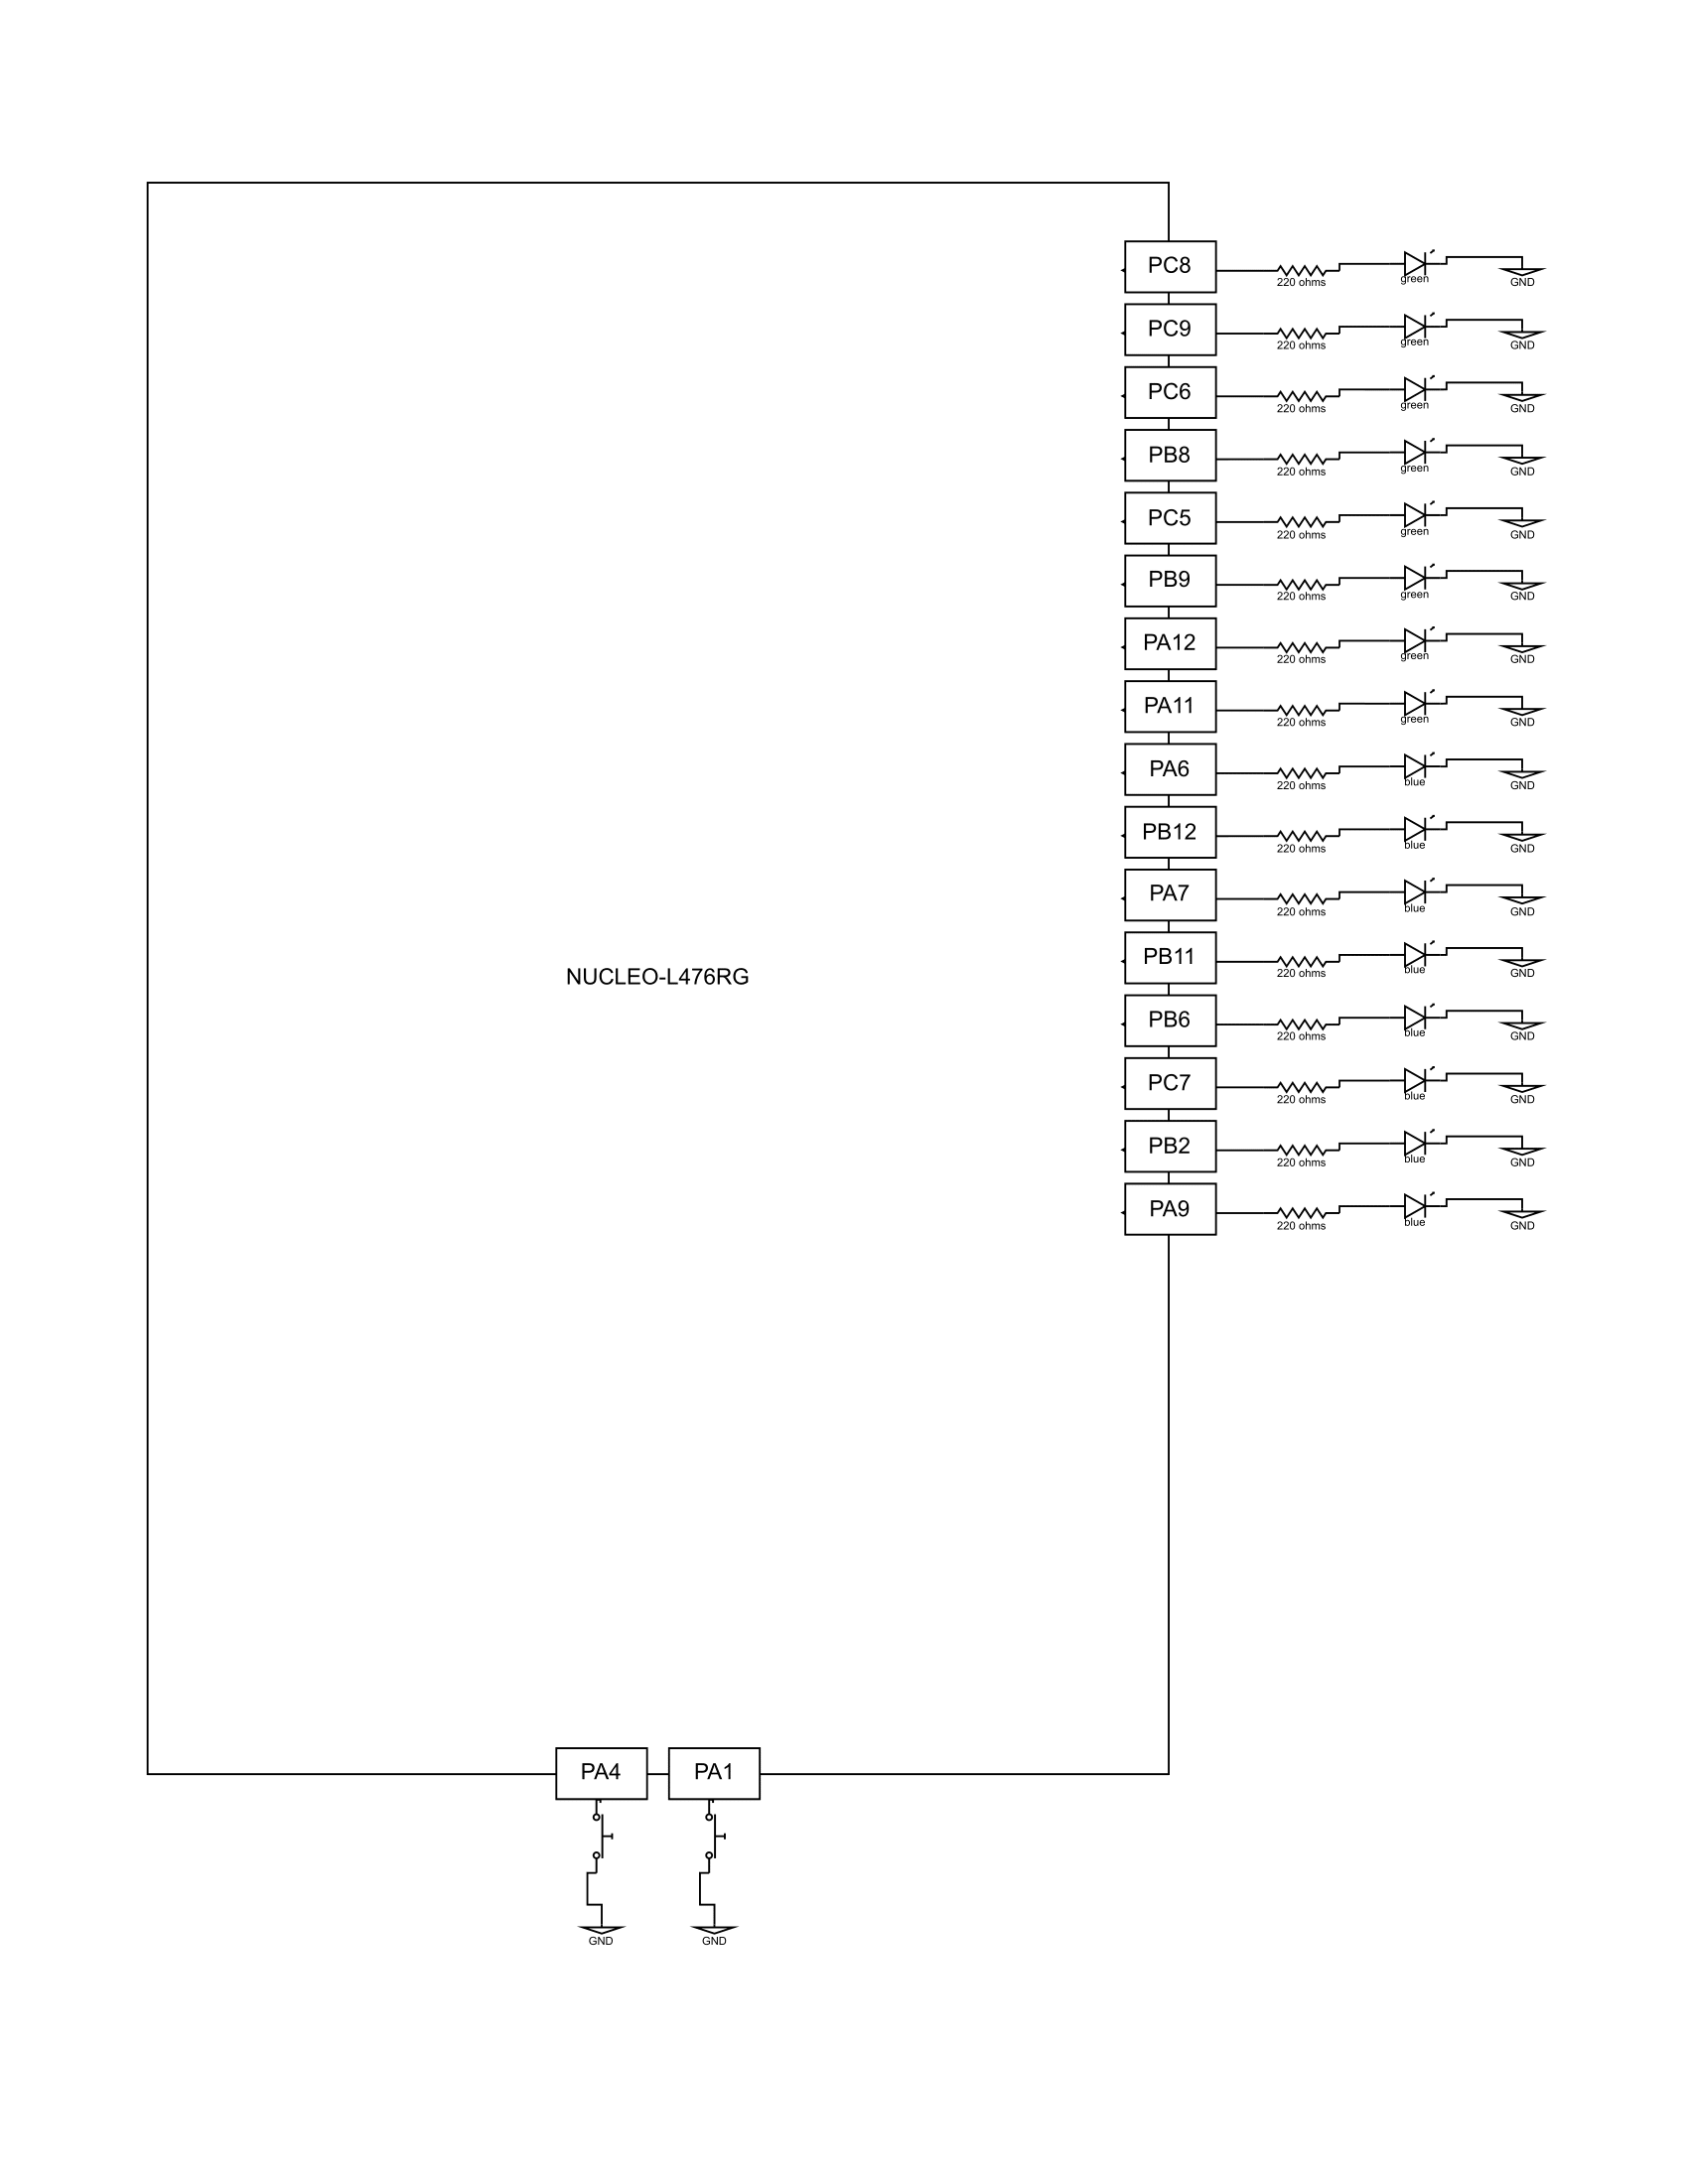 PC8
220 ohms
green
GND
PC9
220 ohms
green
GND
PC6
220 ohms
green
GND
PB8
220 ohms
green
GND
PC5
220 ohms
green
GND
PB9
220 ohms
green
GND
PA12
220 ohms
green
GND
PA11
220 ohms
green
GND
PA6
220 ohms
blue
GND
PB12
220 ohms
blue
GND
PA7
220 ohms
blue
GND
PB11
220 ohms
blue
GND
NUCLEO-L476RG
PB6
220 ohms
blue
GND
PC7
220 ohms
blue
GND
PB2
220 ohms
blue
GND
PA9
220 ohms
blue
GND
PA4
PA1
GND
GND